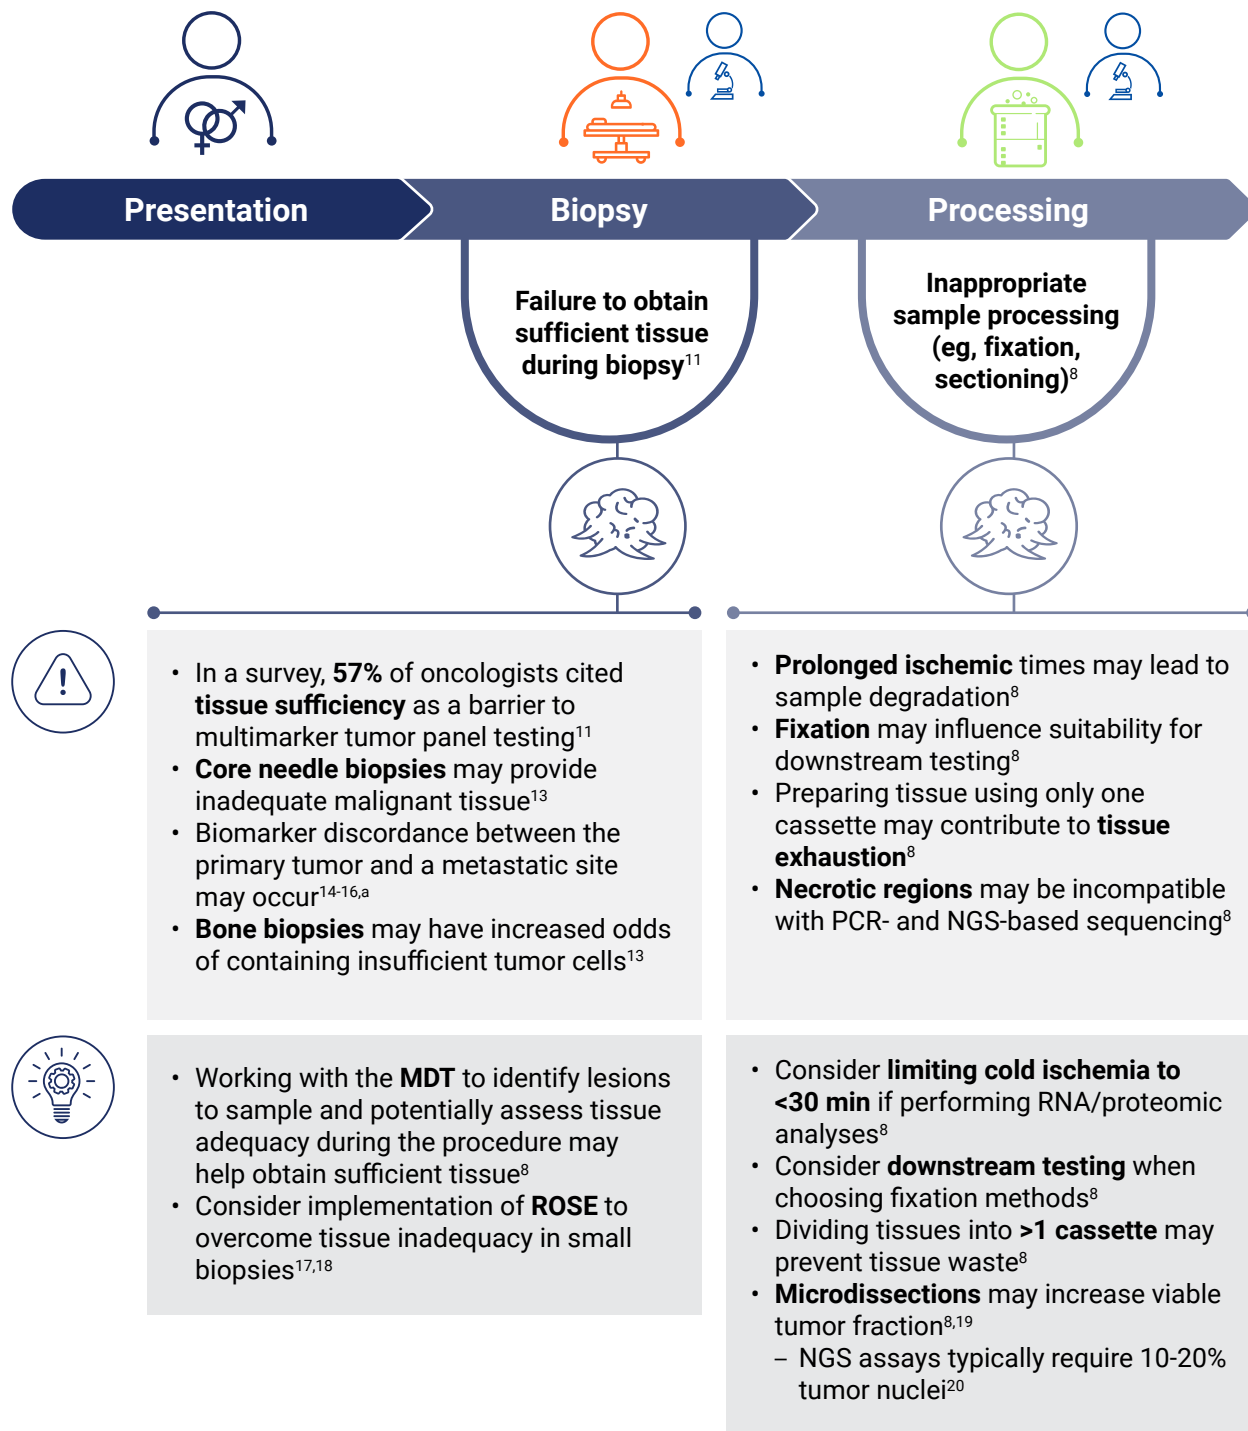 Presentation
Biopsy
Processing
Failure to obtain
sufficient tissue
during biopsy11
Inappropriate
sample processing
(eg, fixation,
sectioning)8
• In a survey, 57% of oncologists cited
tissue sufficiency as a barrier to
multimarker tumor panel testing11
• Core needle biopsies may provide
inadequate malignant tissue13
• Biomarker discordance between the
primary tumor and a metastatic site
may occur14-16,a
• Bone biopsies may have increased odds
of containing insufficient tumor cells13
• Prolonged ischemic times may lead to
sample degradation8
• Fixation may influence suitability for
downstream testing8
• Preparing tissue using only one
cassette may contribute to tissue
exhaustion8
• Necrotic regions may be incompatible
with PCR- and NGS-based sequencing8
• Working with the MDT to identify lesions
to sample and potentially assess tissue
adequacy during the procedure may
help obtain sufficient tissue8
• Consider implementation of ROSE to
overcome tissue inadequacy in small
biopsies17,18
• Consider limiting cold ischemia to
<30 min if performing RNA/proteomic
analyses8
• Consider downstream testing when
choosing fixation methods8
• Dividing tissues into >1 cassette may
prevent tissue waste8
• Microdissections may increase viable
tumor fraction8,19
– NGS assays typically require 10-20%
tumor nuclei20